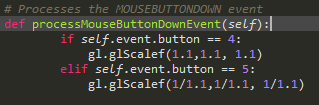 # Processes the MOUSEBUTTONDOWN event
def processMouseButtonDownEvent(self):
if self.event.button == 4:
gl.glScalef(1.1,1.1, 1.1)
elif self.event.button == 5:
gl.glScalef(1/1.1,1/1.1, 1/1.1)